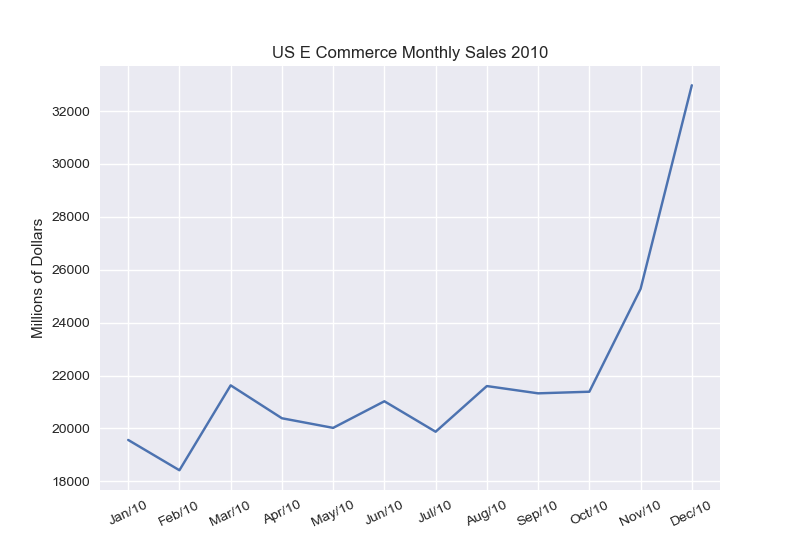 US E Commerce Monthly Sales 2010
Millions of Dollars
32000
30000
28000
26000
24000
22000
20000
18000
Jan/10 Feb/10 Mar/10 Apr/10 May/10 Jun/10 Jul/10 Aug/10 Sep/10 Oct/10 Nov/10 Dec/10